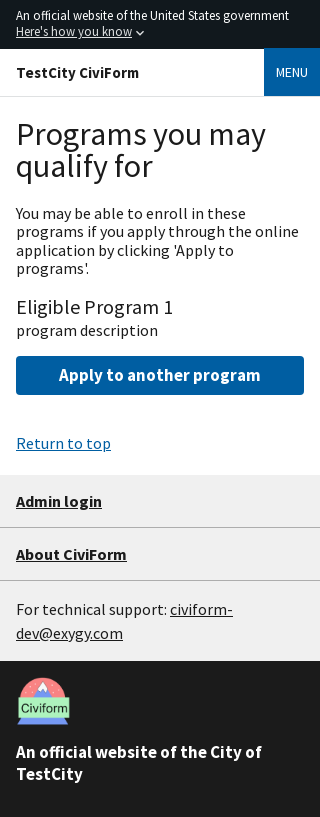 An official website of the United States government
Here's how you know
TestCity CiviForm
MENU
Programs you may
qualify for
You may be able to enroll in these
programs if you apply through the online
application by clicking 'Apply to
programs'.
Eligible Program 1
program description
Apply to another program
Return to top
Admin login
About CiviForm
For technical support: civiform-
dev@exygy.com
Civiform
An official website of the City of
TestCity